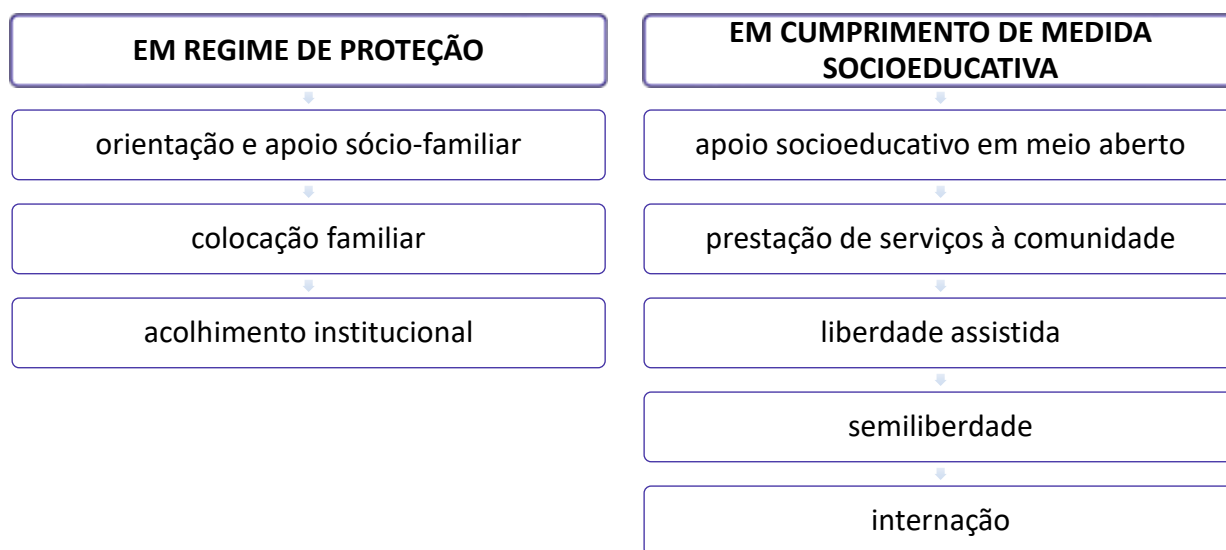 EM REGIME DE PROTEÇÃO
orientação e apoio sócio-familiar
colocação familiar
acolhimento institucional
EM CUMPRIMENTO DE MEDIDA
SOCIOEDUCATIVA
apoio socioeducativo em meio aberto
prestação de serviços à comunidade
liberdade assistida
semiliberdade
internação